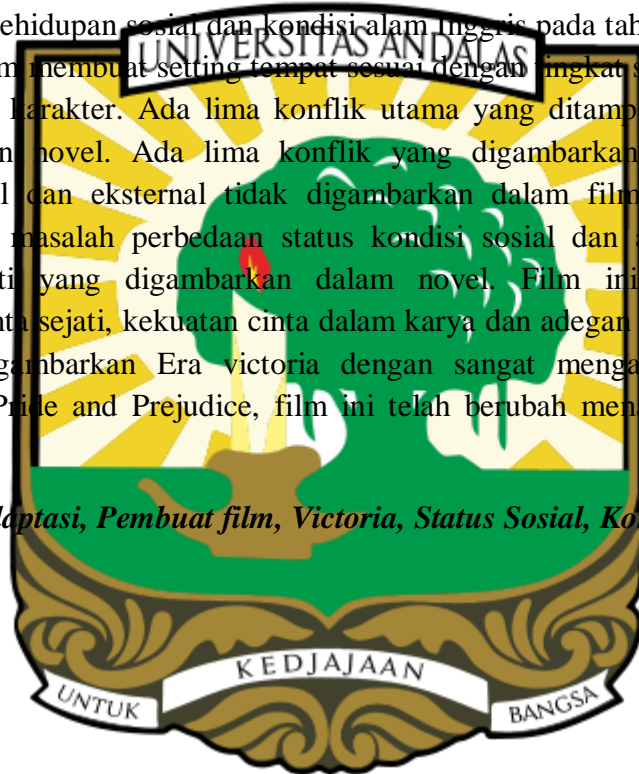 ehidupan sosial dan kondisi alam Inggris pada tah
UNIVERSITAS ANDALAS
m membuat setting tempat sesuai dengan tingkat s
karakter. Ada lima konflik utama yang ditamp
n novel. Ada lima konflik yang digambarkan
l dan eksternal tidak digambarkan dalam film
masalah perbedaan status kondisi sosial dan a
ti yang digambarkan dalam novel. Film ini
nta sejati, kekuatan cinta dalam karya dan adegan
gambarkan Era victoria dengan sangat menga
Pride and Prejudice, film ini telah berubah mena
daptasi, Pembuat film, Victoria, Status Sosial, Ko
KEDJAJAAN
UNTUK BANGSA